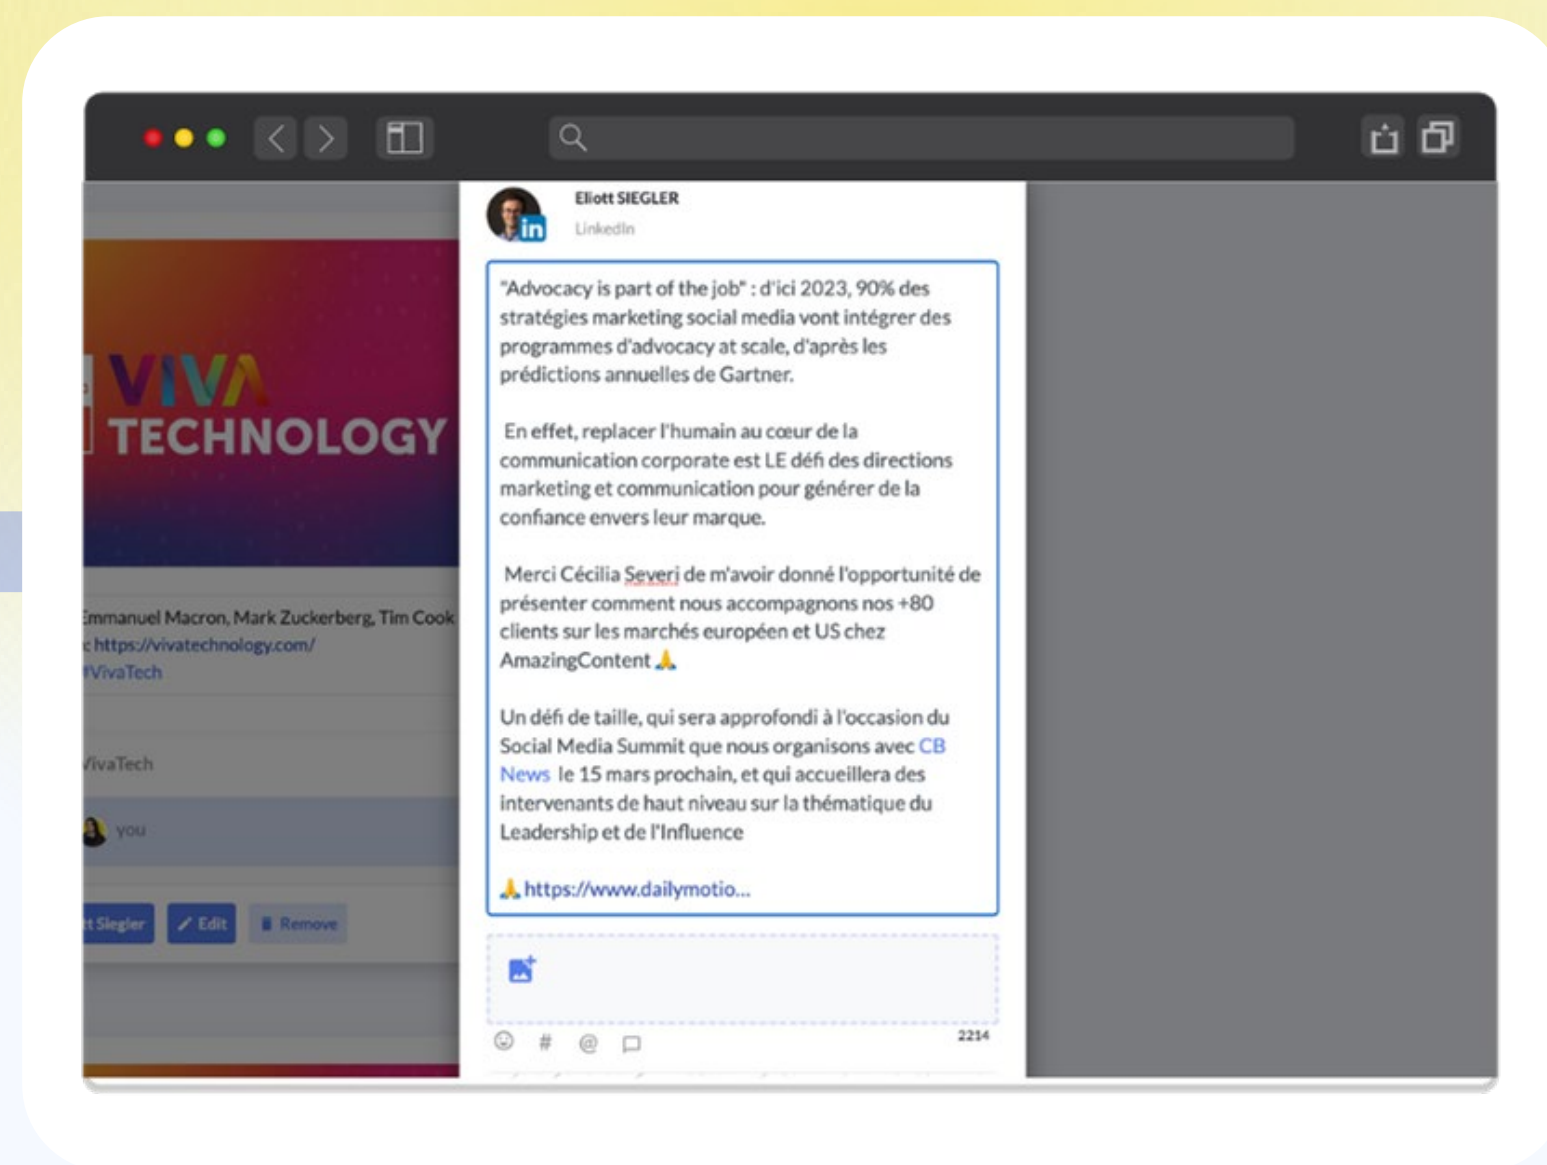 Eliott SIEGLER
in
LinkedIn
"Advocacy is part of the job" : d'ici 2023, 90% des
stratégies marketing social media vont intégrer des
programmes d'advocacy at scale, d'après les
prédictions annuelles de Gartner.
En effet, replacer l'humain au cœur de la
communication corporate est LE défi des directions
marketing et communication pour générer de la
confiance envers leur marque.
Merci Cécilia Severi de m'avoir donné l'opportunité de
présenter comment nous accompagnons nos +80
clients sur les marchés européen et US chez
AmazingContent 🙏
Un défi de taille, qui sera approfondi à l'occasion du
Social Media Summit que nous organisons avec CB
News le 15 mars prochain, et qui accueillera des
intervenants de haut niveau sur la thématique du
Leadership et de l'Influence
🙏 https://www.dailymotio...
# @
2214
VIVA
TECHNOLOGY
Emmanuel Macron, Mark Zuckerberg, Tim Cook
: https://vivatechnology.com/
#VivaTech
VivaTech
you
tt Siegler Edit Remove